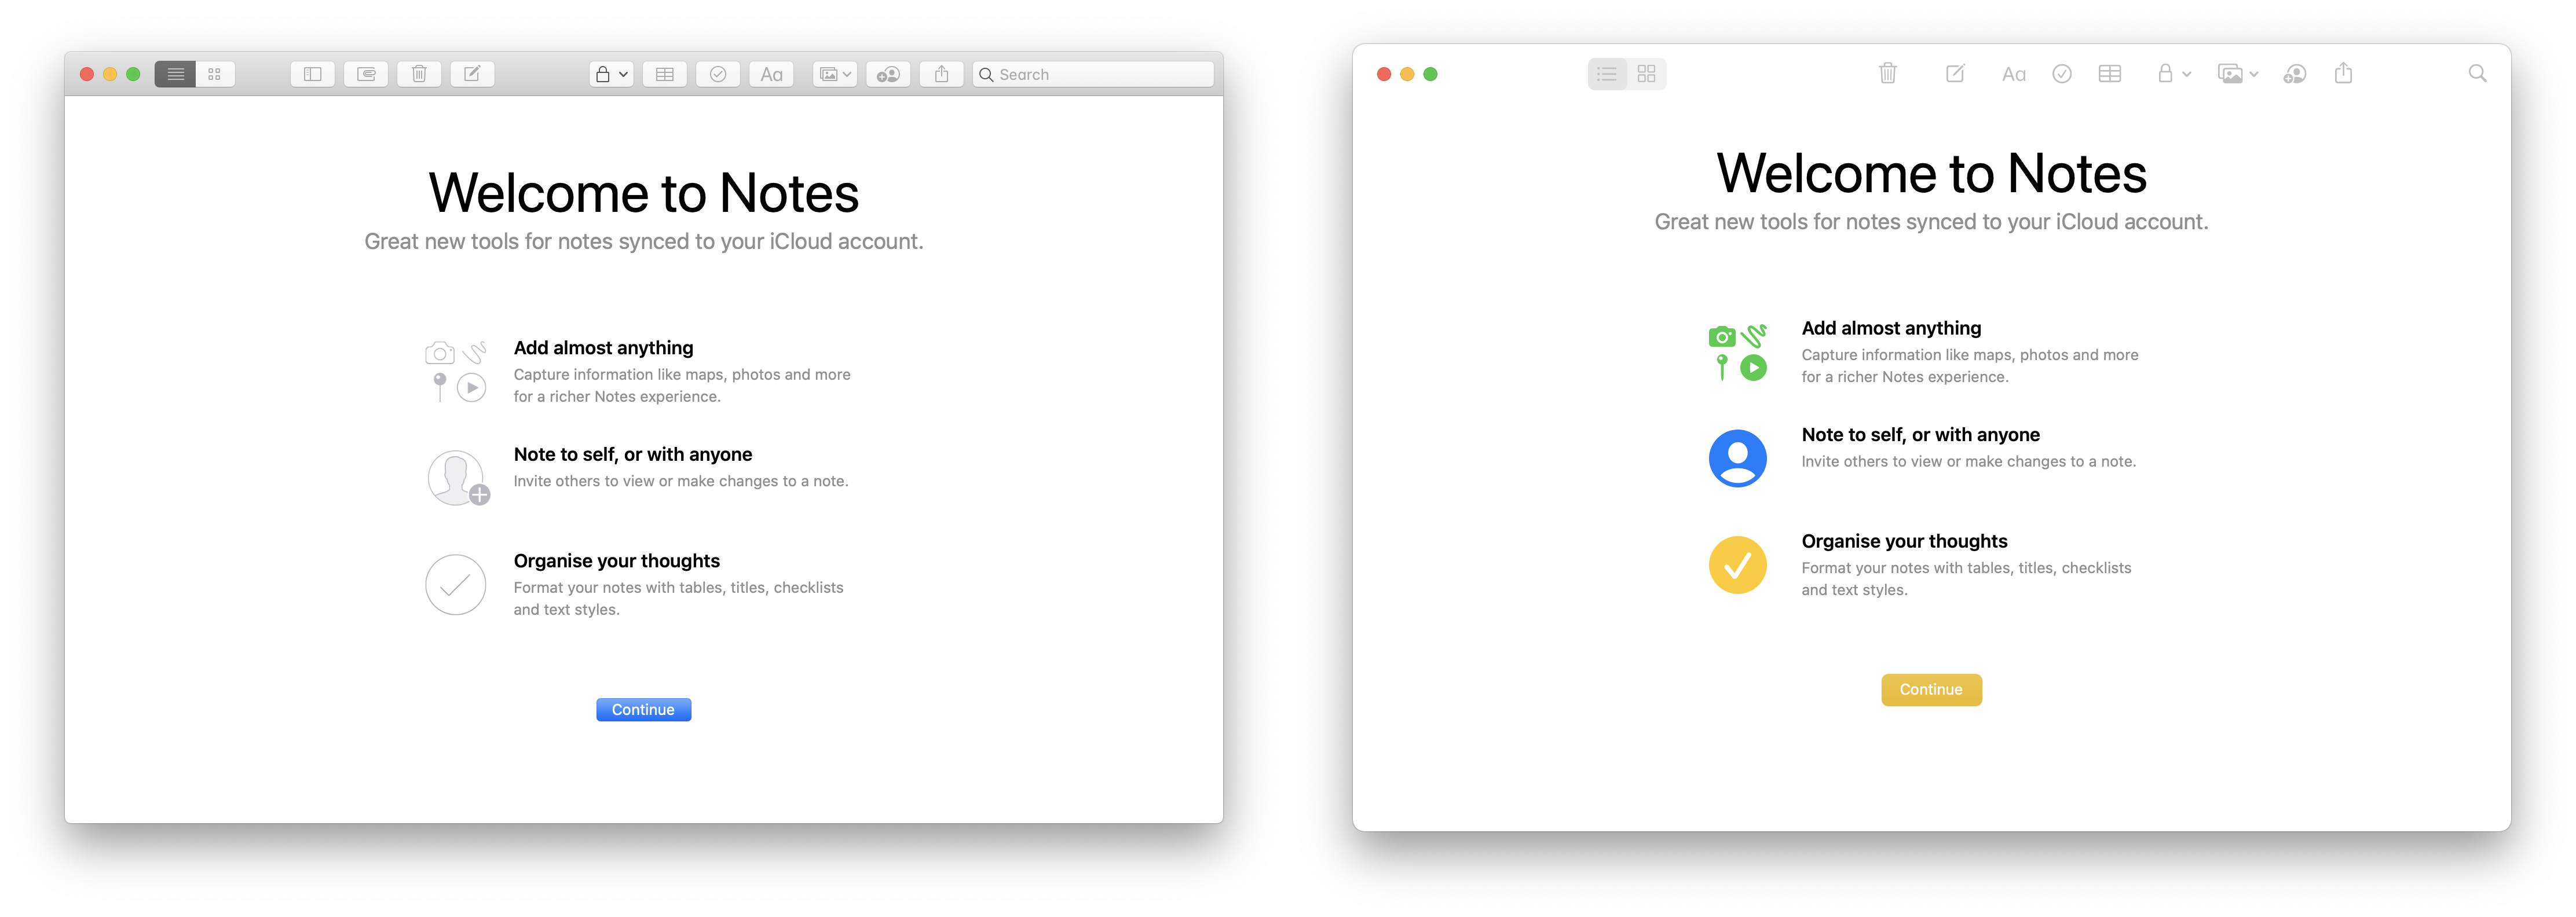 Aa
Search
Welcome to Notes
Great new tools for notes synced to your iCloud account.
Add almost anything
Capture information like maps, photos and more
for a richer Notes experience.
Note to self, or with anyone
Invite others to view or make changes to a note.
Organise your thoughts
Format your notes with tables, titles, checklists
and text styles.
Continue
Aa
Welcome to Notes
Great new tools for notes synced to your iCloud account.
Add almost anything
Capture information like maps, photos and more
for a richer Notes experience.
Note to self, or with anyone
Invite others to view or make changes to a note.
Organise your thoughts
Format your notes with tables, titles, checklists
and text styles.
Continue